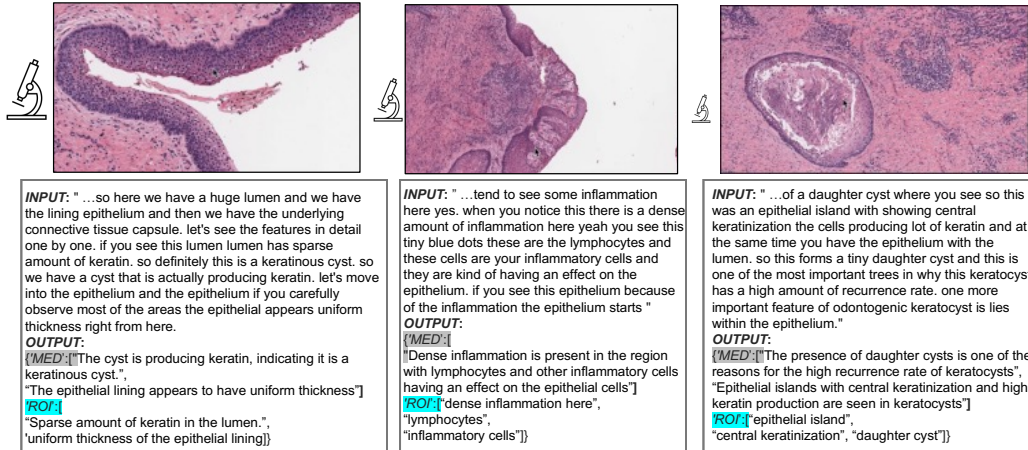 INPUT: " …so here we have a huge lumen and we have
the lining epithelium and then we have the underlying
connective tissue capsule. let's see the features in detail
one by one. if you see this lumen lumen has sparse
amount of keratin. so definitely this is a keratinous cyst. so
we have a cyst that is actually producing keratin. let's move
into the epithelium and the epithelium if you carefully
observe most of the areas the epithelial appears uniform
thickness right from here.
OUTPUT:
{'MED':["The cyst is producing keratin, indicating it is a
keratinous cyst.",
"The epithelial lining appears to have uniform thickness"]
'ROI':[
"Sparse amount of keratin in the lumen.",
'uniform thickness of the epithelial lining]}
INPUT: " …tend to see some inflammation
here yes. when you notice this there is a dense
amount of inflammation here yeah you see this
tiny blue dots these are the lymphocytes and
these cells are your inflammatory cells and
they are kind of having an effect on the
epithelium. if you see this epithelium because
of the inflammation the epithelium starts "
OUTPUT:
{'MED':[
"Dense inflammation is present in the region
with lymphocytes and other inflammatory cells
having an effect on the epithelial cells"]
'ROI':["dense inflammation here",
"lymphocytes",
"inflammatory cells"]}
INPUT: " …of a daughter cyst where you see so this
was an epithelial island with showing central
keratinization the cells producing lot of keratin and at
the same time you have the epithelium with the
lumen. so this forms a tiny daughter cyst and this is
one of the most important trees in why this keratocyst
has a high amount of recurrence rate. one more
important feature of odontogenic keratocyst is lies
within the epithelium."
OUTPUT:
{'MED':["The presence of daughter cysts is one of the
reasons for the high recurrence rate of keratocysts",
"Epithelial islands with central keratinization and high
keratin production are seen in keratocysts"]
'ROI':["epithelial island",
"central keratinization", "daughter cyst"]}